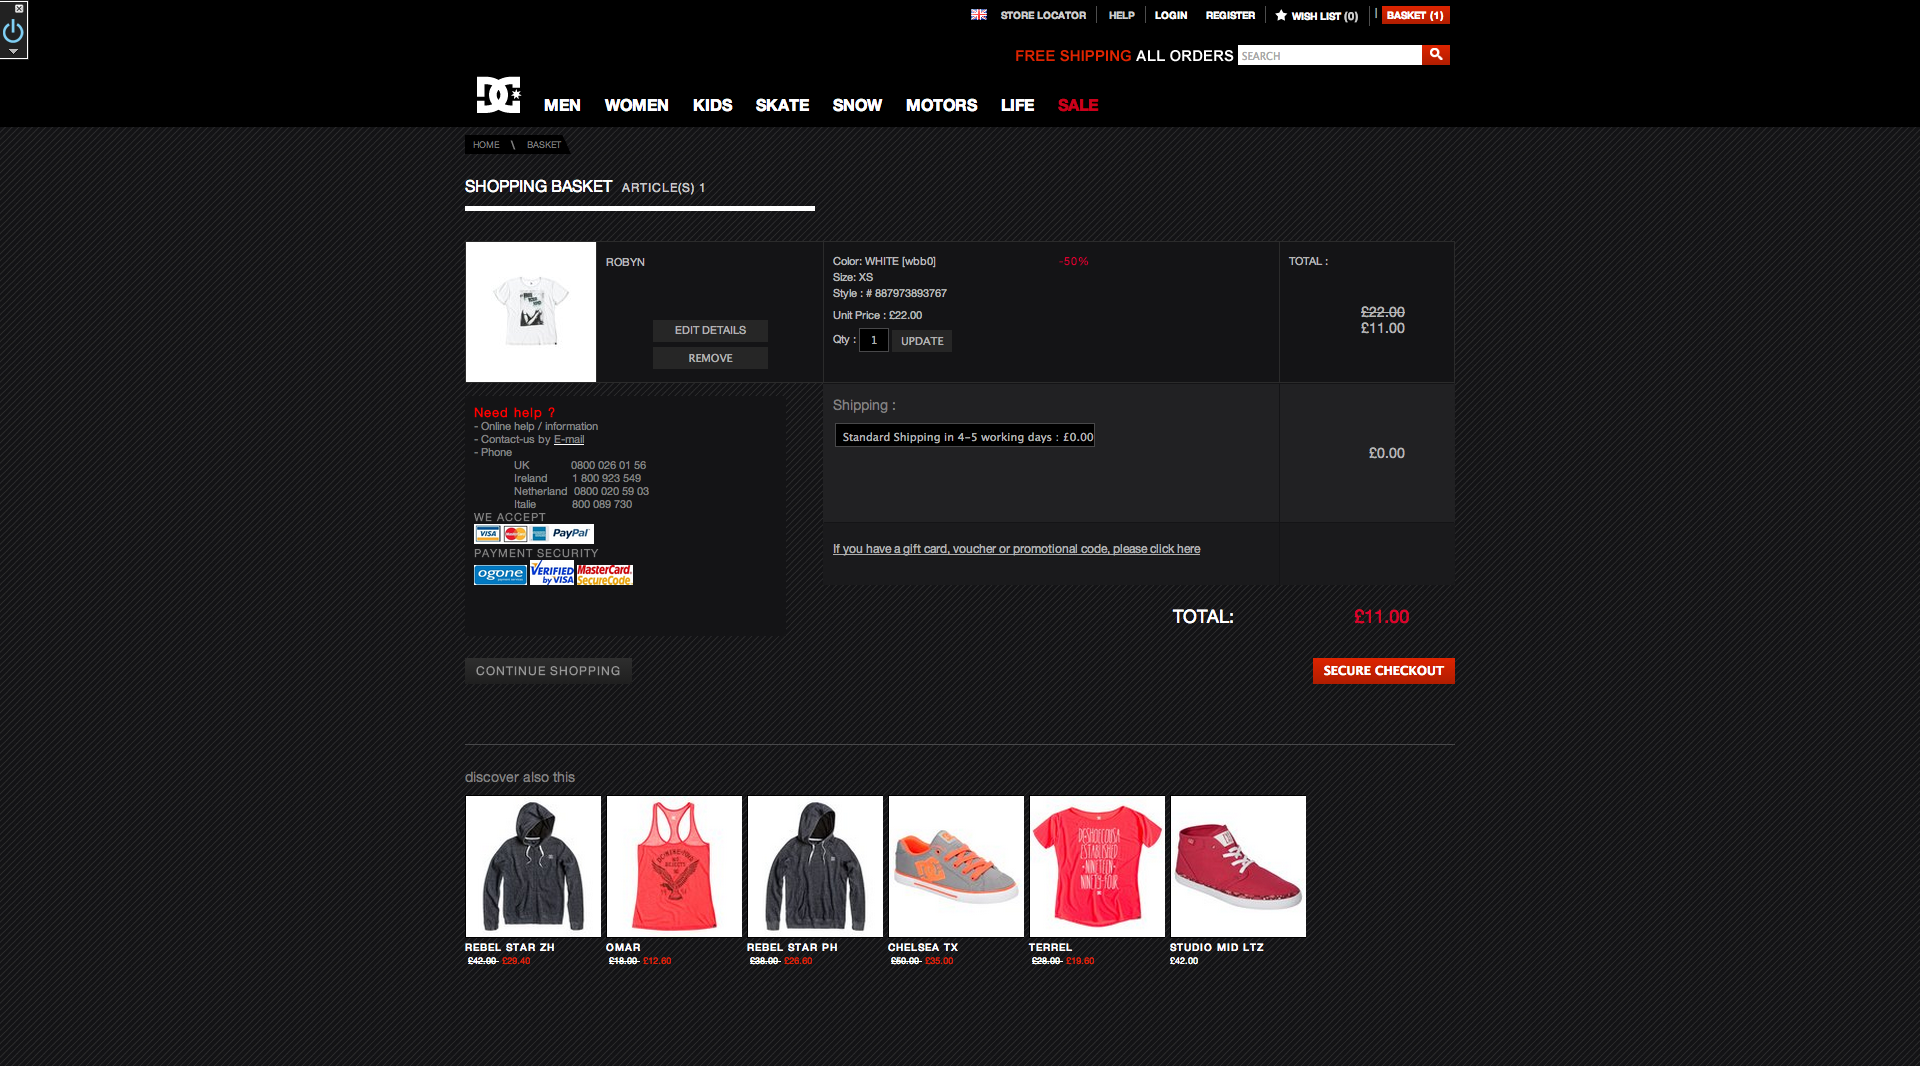 STORE LOCATOR HELP LOGIN REGISTER WISH LIST (0) BASKET (1)
FREE SHIPPING ALL ORDERS SEARCH
DC
MEN WOMEN KIDS SKATE SNOW MOTORS LIFE SALE
HOME \ BASKET
SHOPPING BASKET ARTICLE(S) 1
ROBYN
EDIT DETAILS
REMOVE
Color: WHITE [wbb0] -50%
Size: XS
Style : # 887973893767
Unit Price : £22.00
Qty : 1 UPDATE
TOTAL :
£22.00
£11.00
Need help ?
- Online help / information
- Contact-us by E-mail
- Phone
UK 0800 026 01 56
Ireland 1 800 923 549
Netherland 0800 020 59 03
Italie 800 089 730
WE ACCEPT
VISA MasterCard PayPal
PAYMENT SECURITY
ogone VERIFIED by VISA MasterCard. SecureCode
Shipping :
Standard Shipping in 4-5 working days : £0.00
£0.00
If you have a gift card, voucher or promotional code, please click here
TOTAL: £11.00
CONTINUE SHOPPING
SECURE CHECKOUT
discover also this
DCSHOECOUSA
ESTABLISHED
NINETEEN
NINETY-FOUR
REBEL STAR ZH
£42.00- £29.40
OMAR
£18.00- £12.60
REBEL STAR PH
£38.00- £26.60
CHELSEA TX
£50.00- £35.00
TERREL
£28.00- £19.60
STUDIO MID LTZ
£42.00